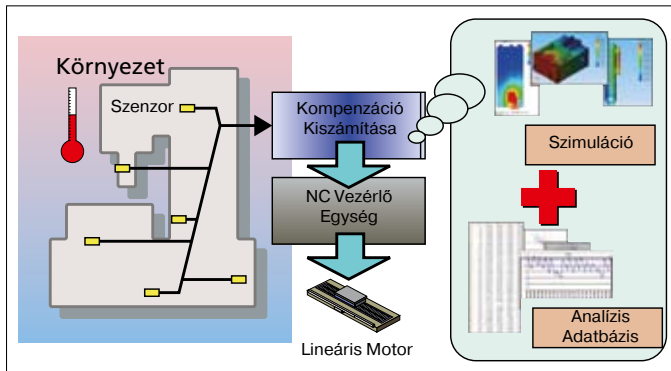 Környezet
Szenzor
Kompenzáció
Kiszámítása
NC Vezérlő
Egység
Lineáris Motor
Szimuláció
Analízis
Adatbázis